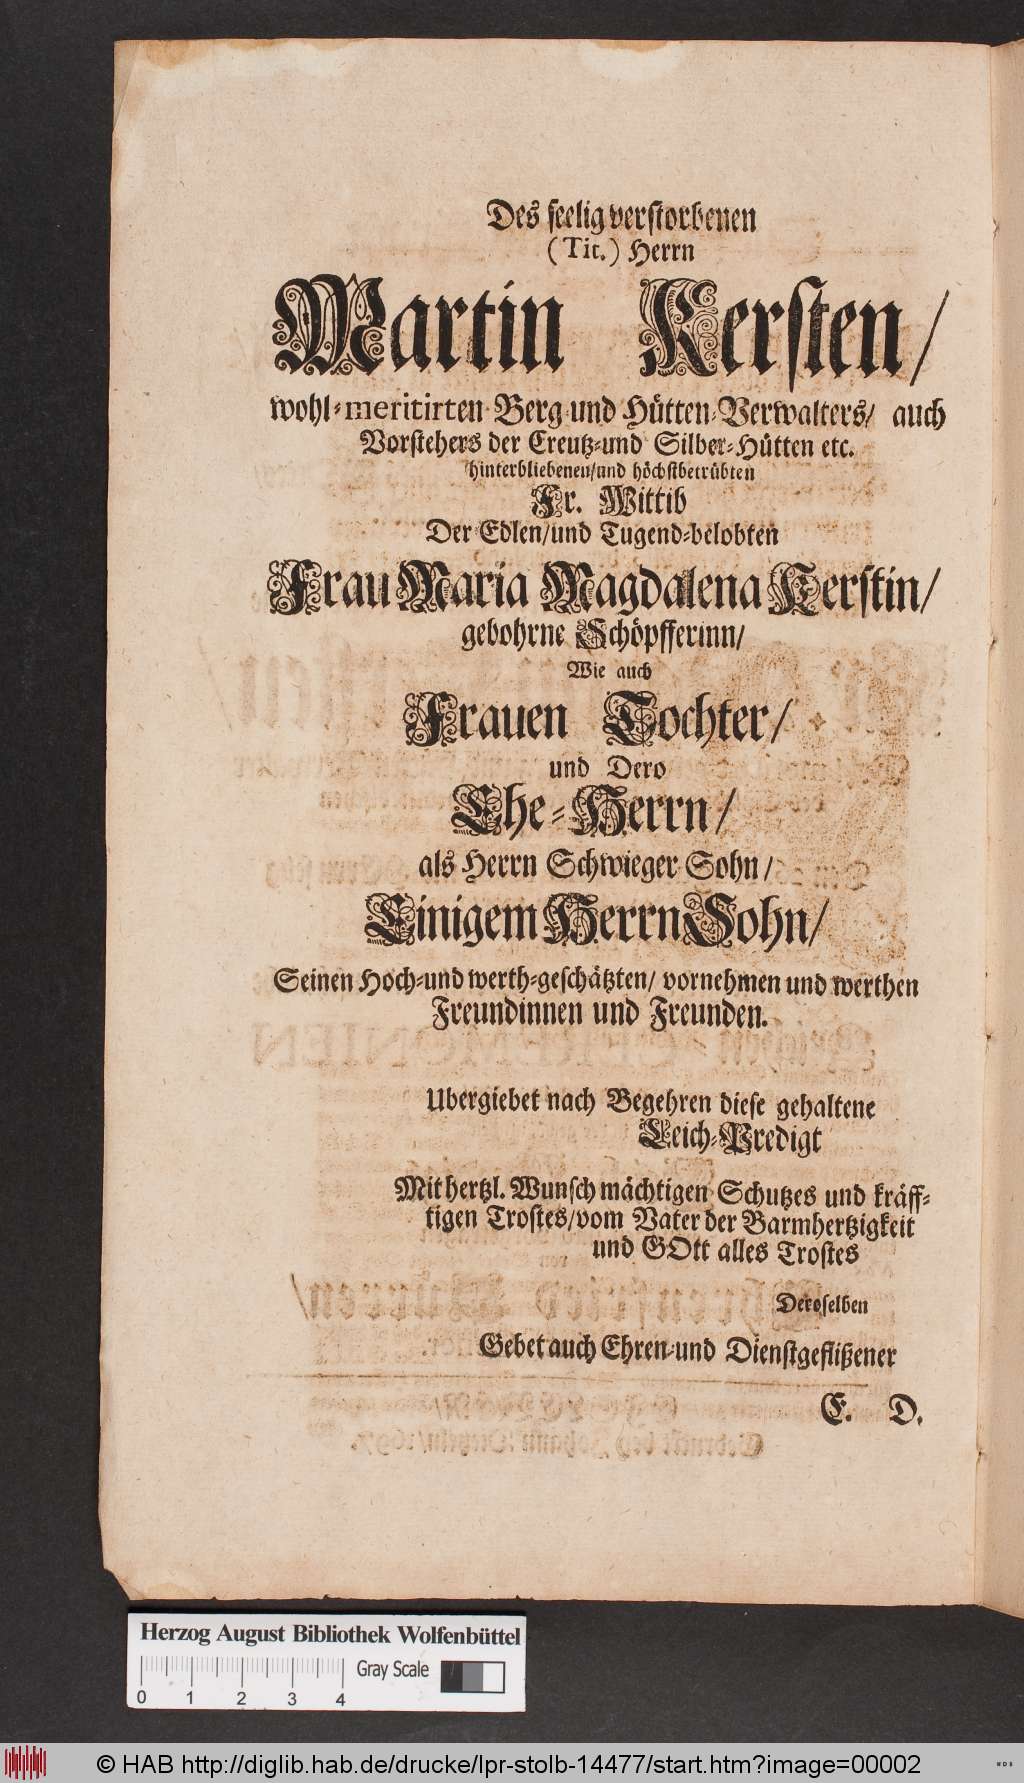 Des seelig verstorbenen
(Tit.) Herrn
Martin Kersten/
wohl-meritirten Berg und Hütten-Verwalters/ auch
Vorstehers der Creutz-und Silber-Hütten etc.
hinterbliebenen/und höchstbetrübten
Fr. Wittib
Der Edlen/und Tugend-belobten
Frau Maria Magdalena Kerstin/
gebohrne Schöpfferinn/
Wie auch
Frauen Tochter/
und Dero
Ehe-Herrn/
als Herrn Schwieger Sohn/
Einigem Herrn Sohn/
Seinen Hoch-und werth-geschätzten/ vornehmen und werthen
Freundinnen und Freunden.
Ubergiebet nach Begehren diese gehaltene
Leich-Predigt
Mit hertzl. Wunsch mächtigen Schutzes und kräff-
tigen Trostes/vom Vater der Barmhertzigkeit
und GOtt alles Trostes
Deroselben
Gebet auch Ehren-und Dienstgeflißener
E. D.
Herzog August Bibliothek Wolfenbüttel
Gray Scale
0 1 2 3 4
© HAB http://diglib.hab.de/drucke/lpr-stolb-14477/start.htm?image=00002